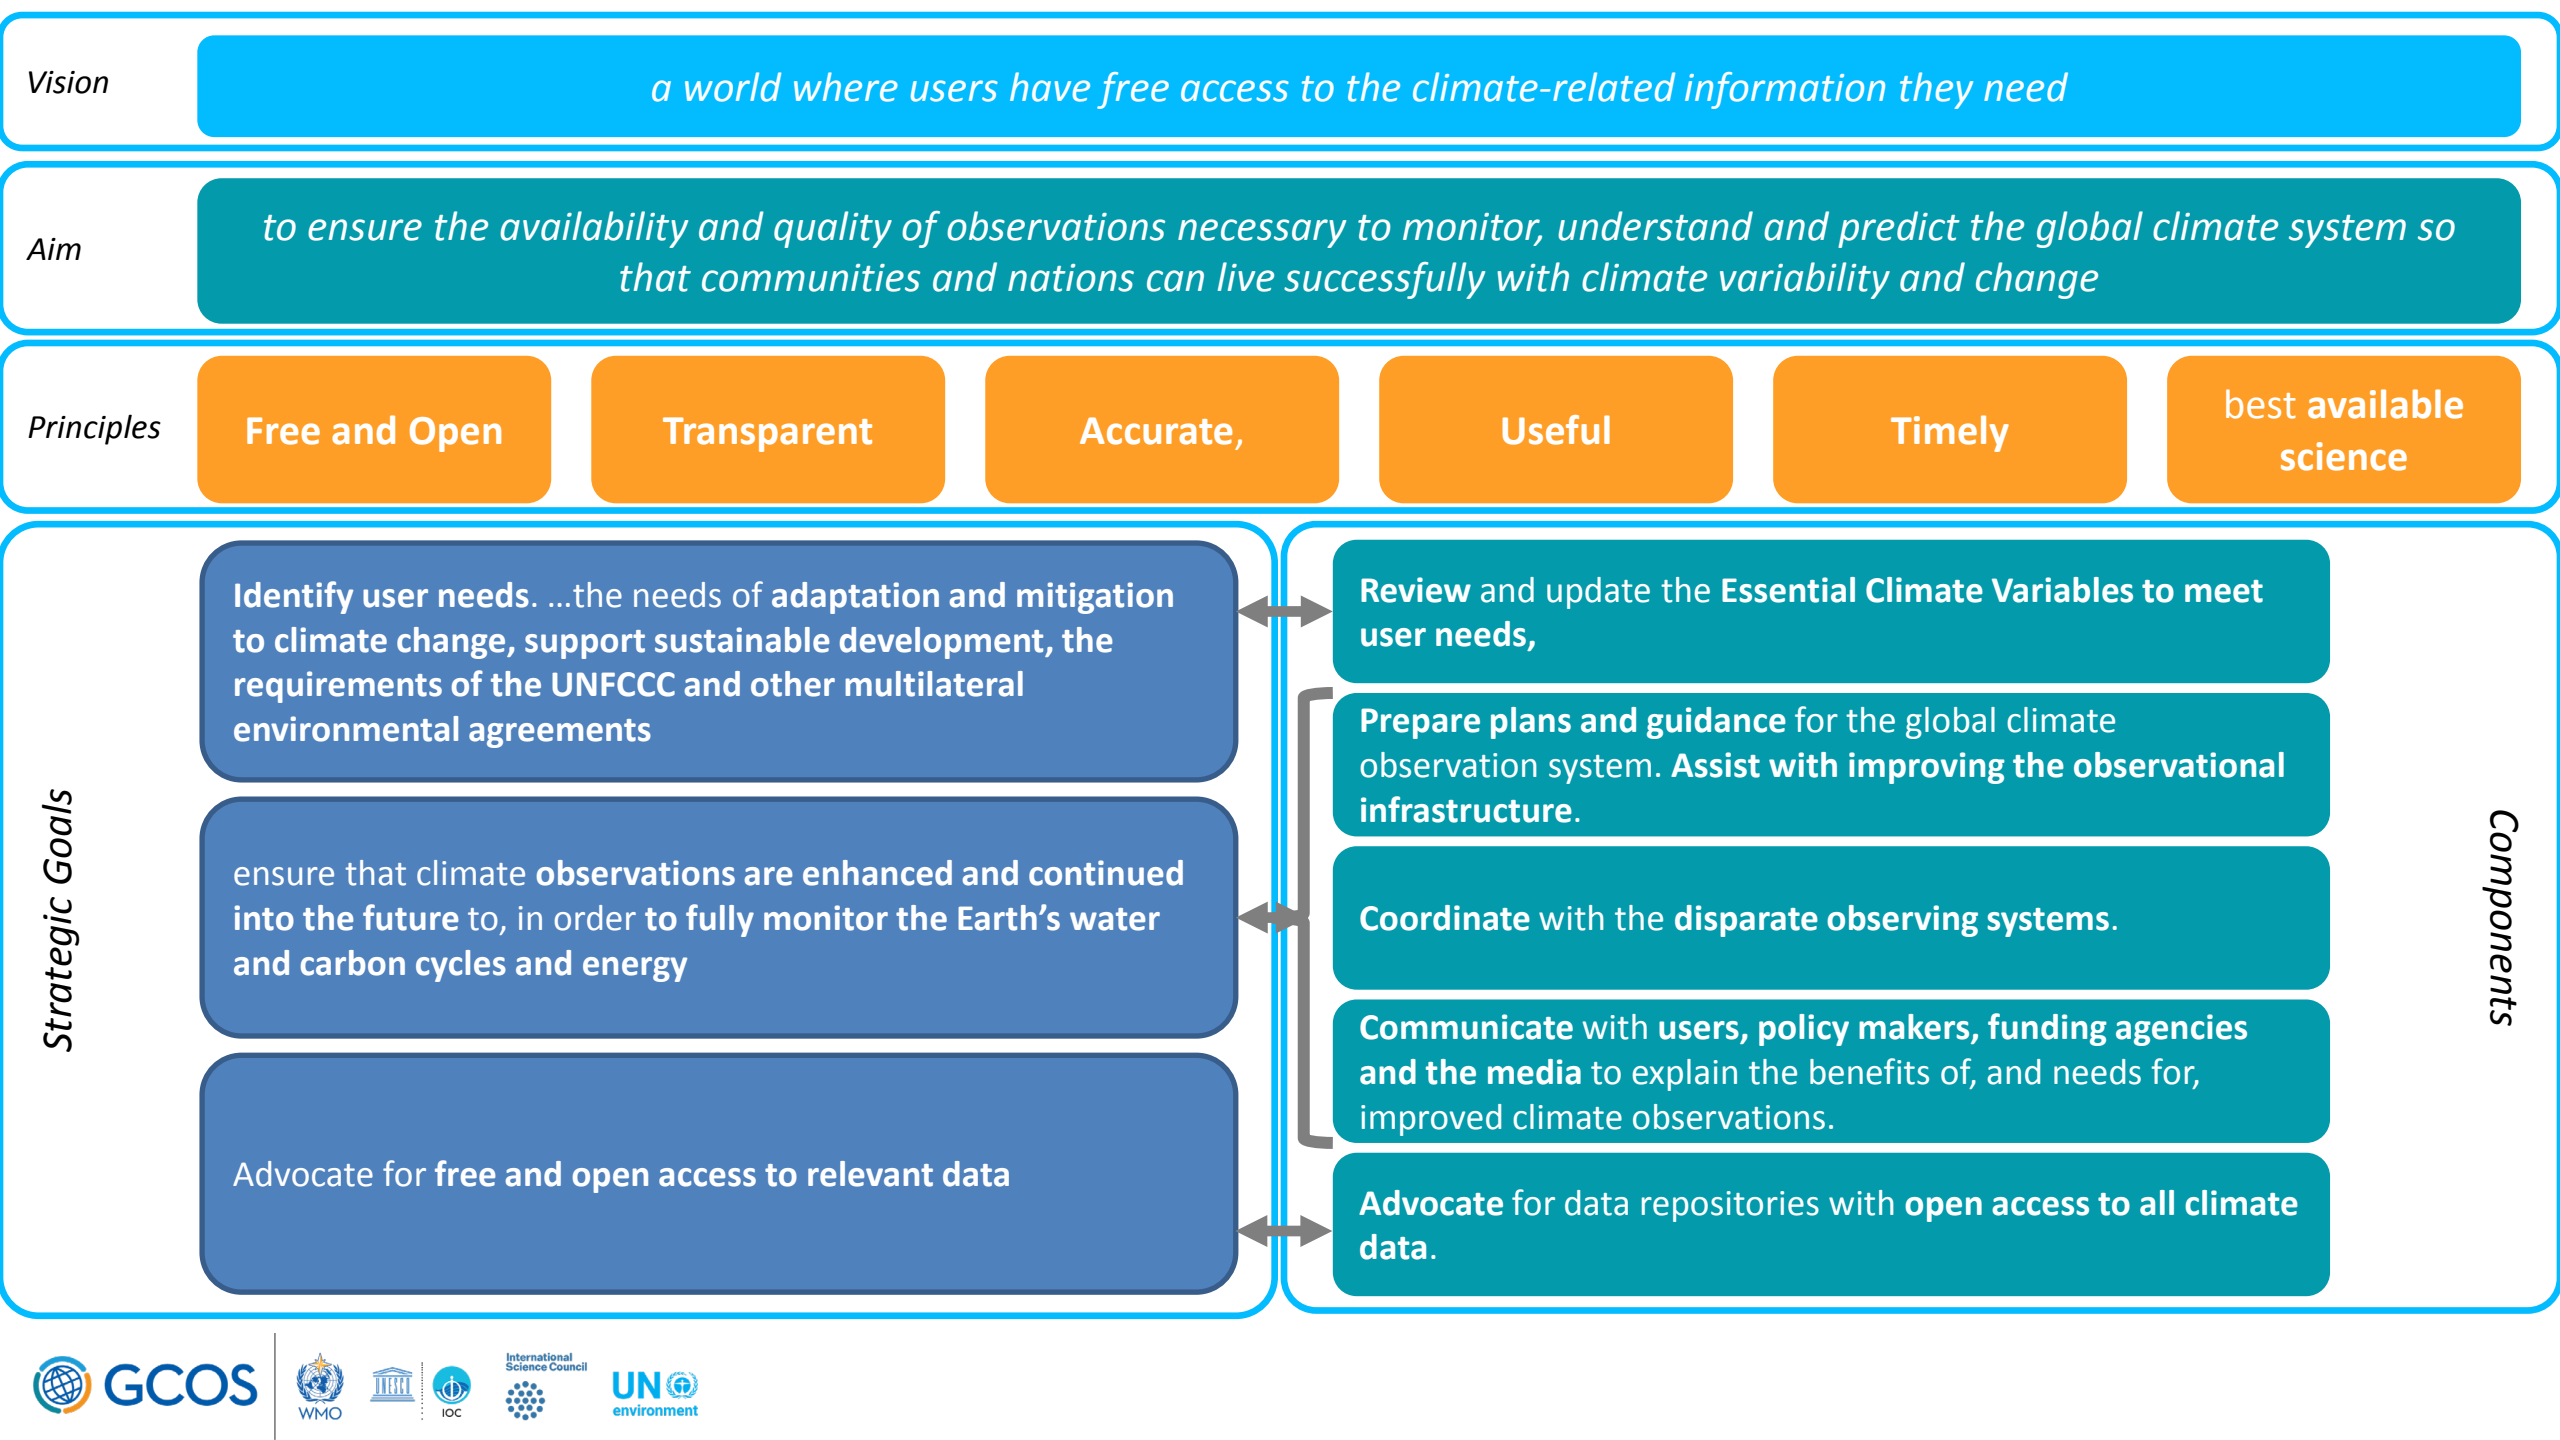 Vision
a world where users have free access to the climate-related information they need
Aim
to ensure the availability and quality of observations necessary to monitor, understand and predict the global climate system so
that communities and nations can live successfully with climate variability and change
Principles
Free and Open
Transparent
Accurate,
Useful
Timely
best available
science
Strategic Goals
Identify user needs. ...the needs of adaptation and mitigation
to climate change, support sustainable development, the
requirements of the UNFCCC and other multilateral
environmental agreements
ensure that climate observations are enhanced and continued
into the future to, in order to fully monitor the Earth’s water
and carbon cycles and energy
Advocate for free and open access to relevant data
Review and update the Essential Climate Variables to meet
user needs,
Prepare plans and guidance for the global climate
observation system. Assist with improving the observational
infrastructure.
Coordinate with the disparate observing systems.
Communicate with users, policy makers, funding agencies
and the media to explain the benefits of, and needs for,
improved climate observations.
Advocate for data repositories with open access to all climate
data.
Components
GCOS
WMO
UNESCO
IOC
International
Science Council
UN
environment